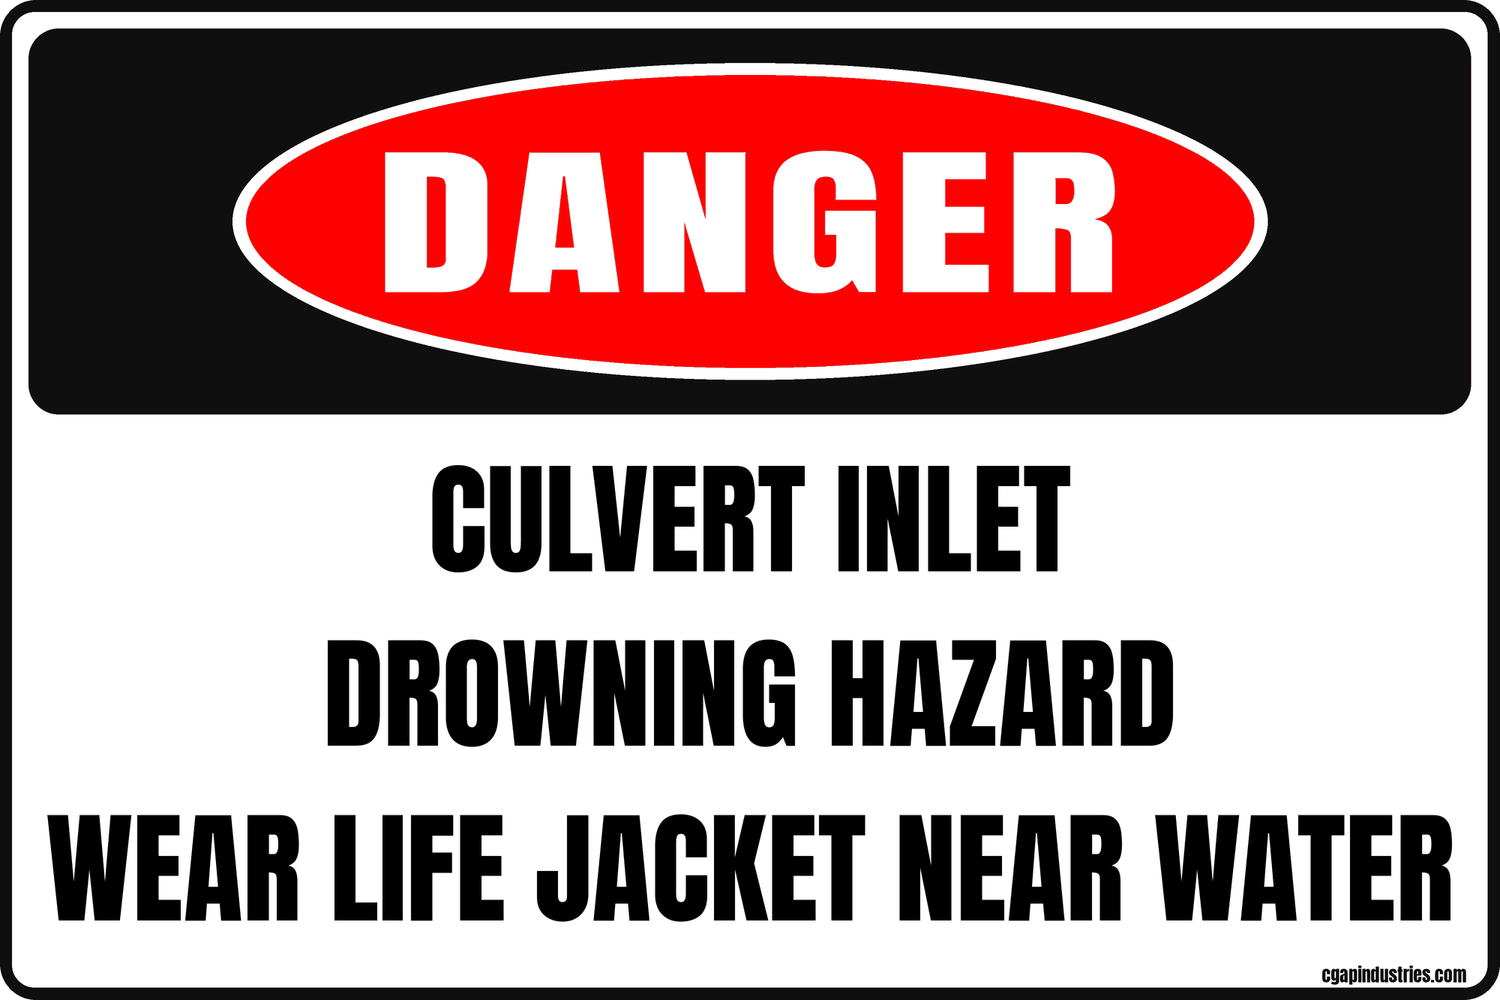 DANGER
CULVERT INLET
DROWNING HAZARD
WEAR LIFE JACKET NEAR WATER
cgapindustries.com